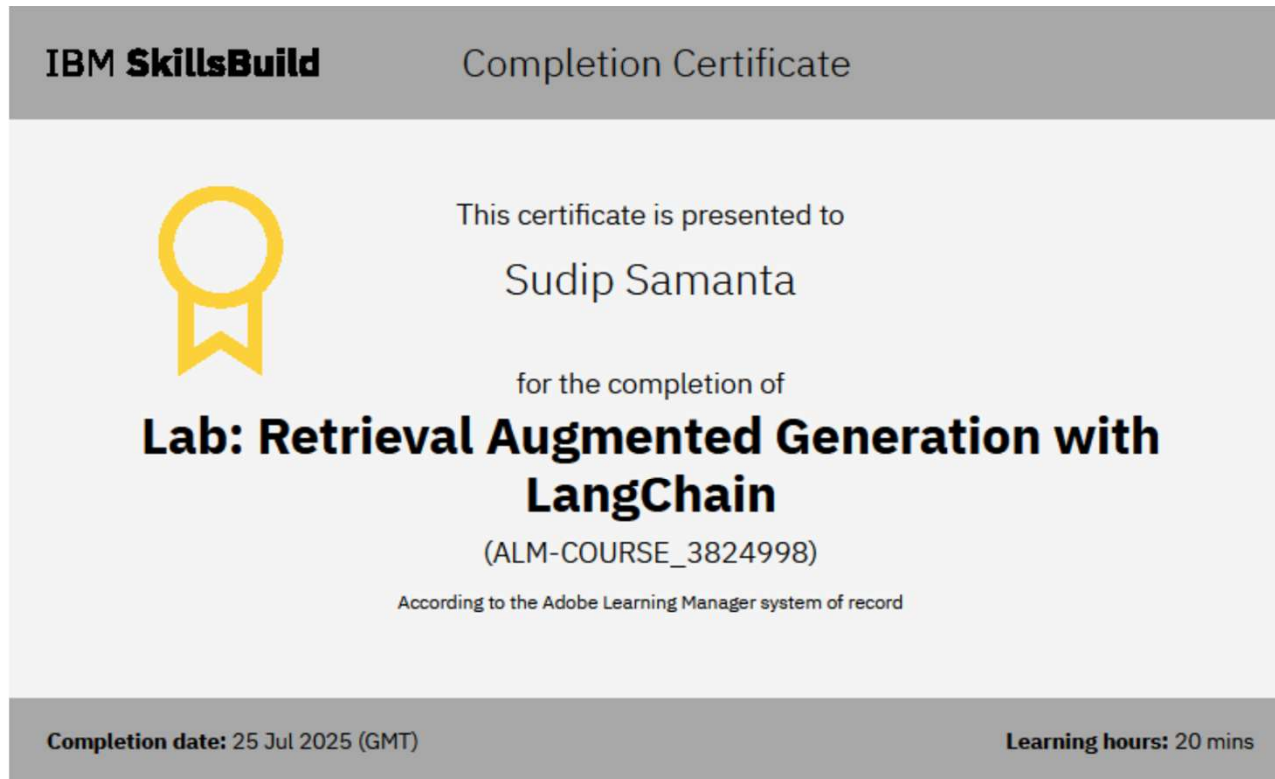 IBM SkillsBuild
Completion Certificate
This certificate is presented to
Sudip Samanta
for the completion of
Lab: Retrieval Augmented Generation with
LangChain
(ALM-COURSE_3824998)
According to the Adobe Learning Manager system of record
Completion date: 25 Jul 2025 (GMT)
Learning hours: 20 mins